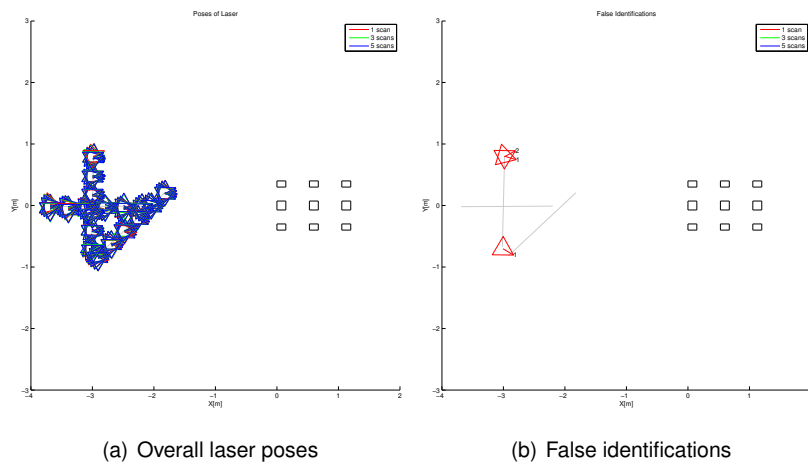 Poses of Laser
1 scan
3 scans
5 scans
3
2
1
0
−1
−2
−3
Y[m]
−4
−3
−2
−1
0
1
2
X[m]
(a) Overall laser poses
False Identifications
1 scan
3 scans
5 scans
3
2
1
0
−1
−2
−3
Y[m]
2
1
1
−4
−3
−2
−1
0
1
X[m]
(b) False identifications